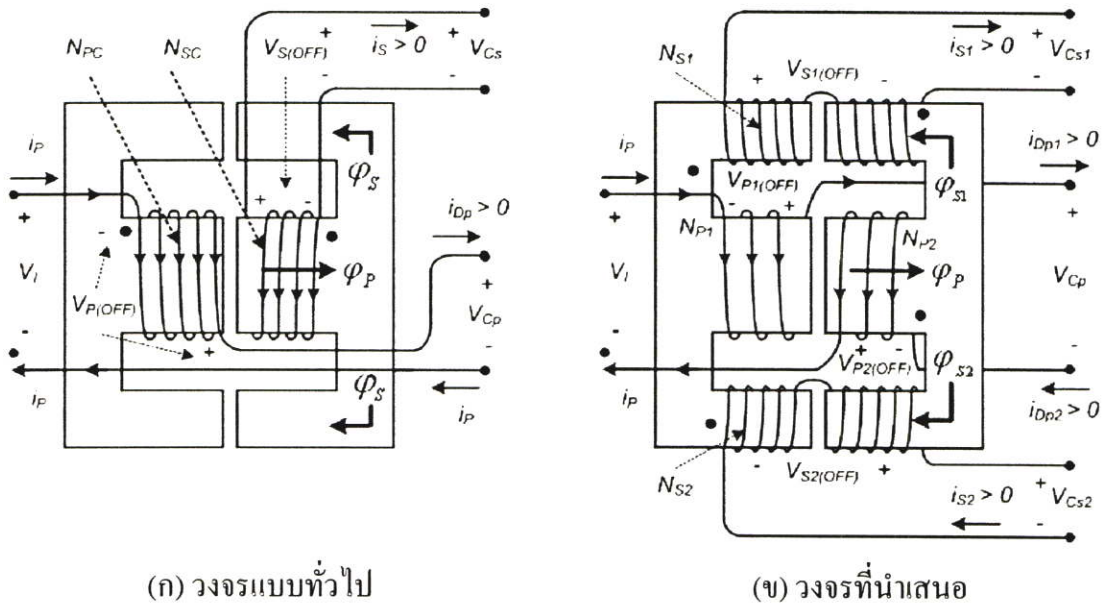 N_PC
N_SC
V_S(OFF)
+
-
i_S > 0
+
-
V_Cs
φ_S
i_P
+
V_I
-
i_P
-
V_P(OFF)
+
+
-
φ_P
i_Dp > 0
+
V_Cp
-
i_P
φ_S
(ก) วงจรแบบทั่วไป
N_S1
+
V_S1(OFF)
-
i_S1 > 0
+
V_Cs1
-
i_P
+
V_I
-
i_P
V_P1(OFF)
-
+
N_P1
φ_S1
N_P2
φ_P
i_Dp1 > 0
+
V_Cp
-
i_Dp2 > 0
+
-
V_P2(OFF)
φ_S2
N_S2
-
V_S2(OFF)
+
i_S2 > 0
+
V_Cs2
-
(ข) วงจรที่นำเสนอ